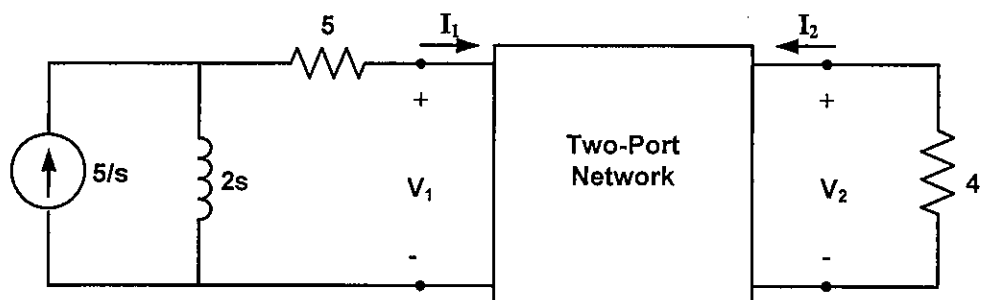 5
I₁
I₂
+
+
5/s
2s
V₁
Two-Port
Network
V₂
4
-
-